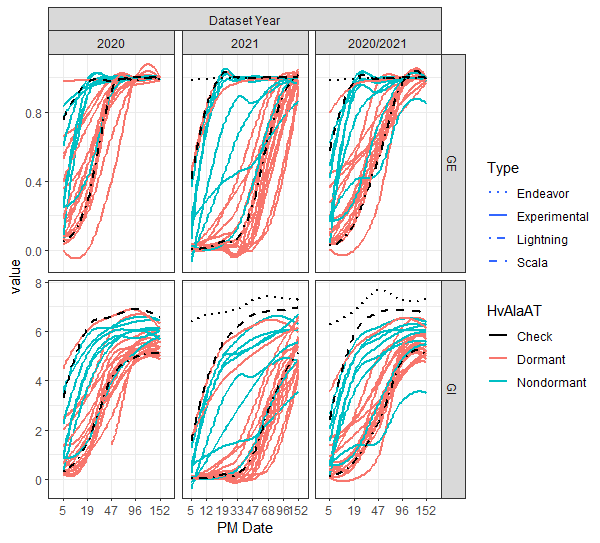 Dataset Year
2020 2021 2020/2021
0.8
0.4
0.0
GE
8
6
4
2
0
GI
value
5 19 47 96 152 5 12 19 33 47 68 96 152 5 19 47 96 152
PM Date
Type
Endeavor
Experimental
Lightning
Scala
HvAlaAT
Check
Dormant
Nondormant